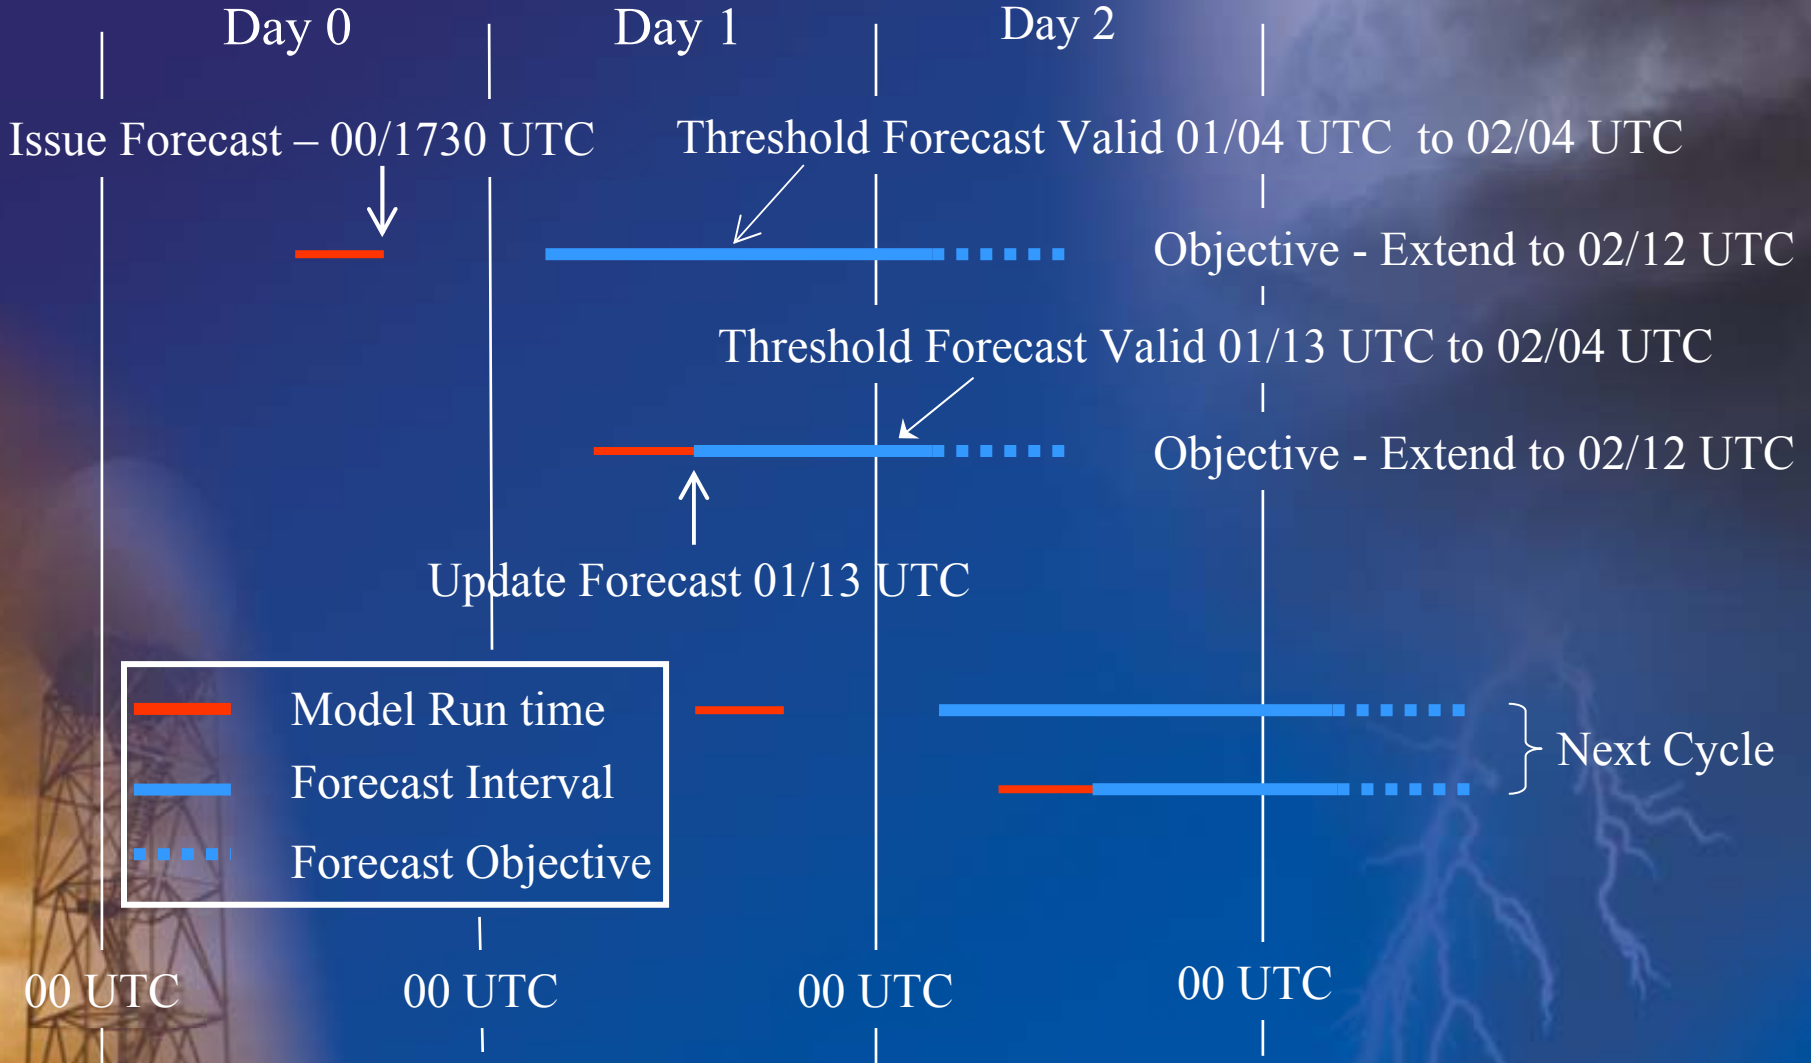 Day 0
Day 1
Day 2
Issue Forecast – 00/1730 UTC
Threshold Forecast Valid 01/04 UTC to 02/04 UTC
Objective - Extend to 02/12 UTC
Threshold Forecast Valid 01/13 UTC to 02/04 UTC
Objective - Extend to 02/12 UTC
Update Forecast 01/13 UTC
Model Run time
Forecast Interval
Forecast Objective
Next Cycle
00 UTC
00 UTC
00 UTC
00 UTC